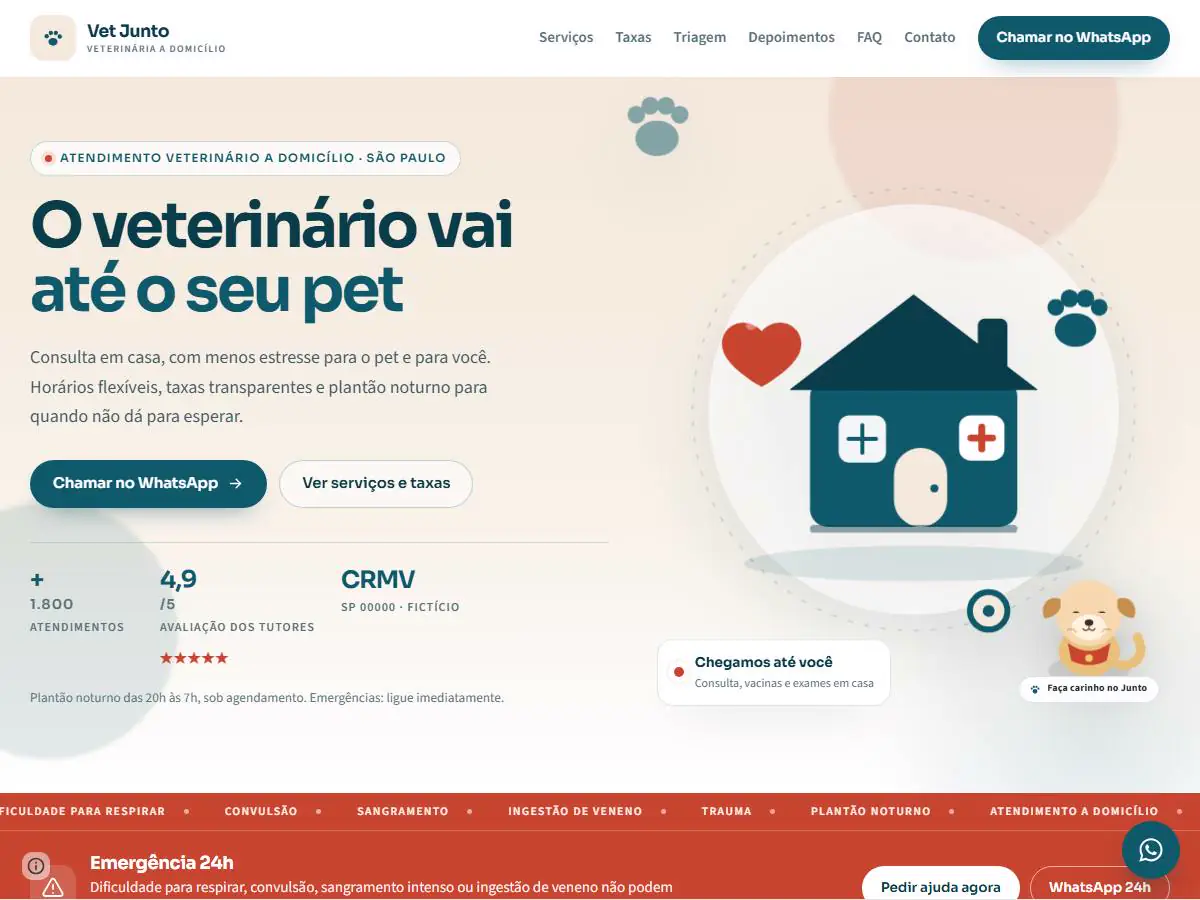 Vet Junto
VETERINÁRIA A DOMICÍLIO
Serviços
Taxas
Triagem
Depoimentos
FAQ
Contato
Chamar no WhatsApp
ATENDIMENTO VETERINÁRIO A DOMICÍLIO · SÃO PAULO
O veterinário vai
até o seu pet
Consulta em casa, com menos estresse para o pet e para você.
Horários flexíveis, taxas transparentes e plantão noturno para
quando não dá para esperar.
Chamar no WhatsApp →
Ver serviços e taxas
+
1.800
ATENDIMENTOS
4,9
/5
AVALIAÇÃO DOS TUTORES
★★★★★
CRMV
SP 00000 · FICTÍCIO
Plantão noturno das 20h às 7h, sob agendamento. Emergências: ligue imediatamente.
Chegamos até você
Consulta, vacinas e exames em casa
Faça carinho no Junto
FICULDADE PARA RESPIRAR • CONVULSÃO • SANGRAMENTO • INGESTÃO DE VENENO • TRAUMA • PLANTÃO NOTURNO • ATENDIMENTO A DOMICÍLIO •
Emergência 24h
Dificuldade para respirar, convulsão, sangramento intenso ou ingestão de veneno não podem
Pedir ajuda agora
WhatsApp 24h